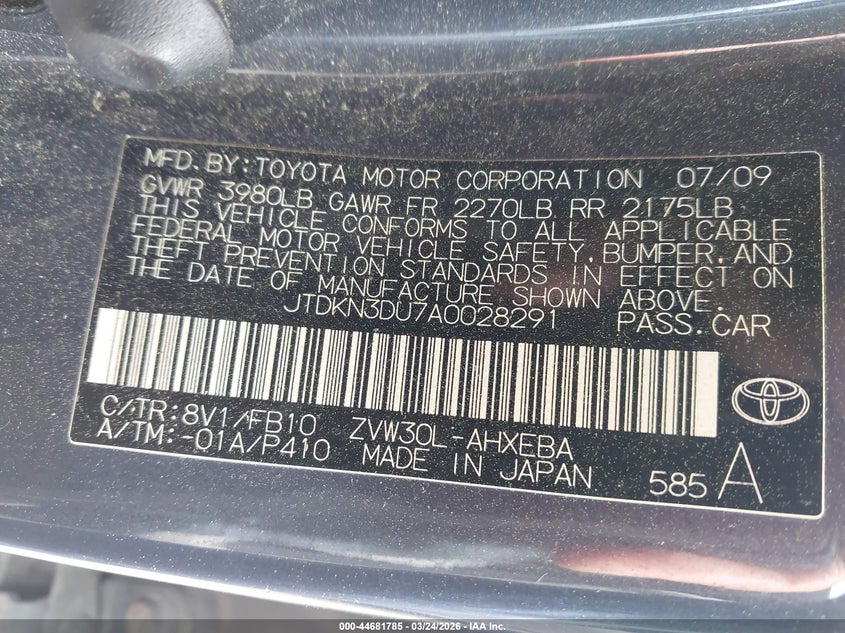 MFD.BY:TOYOTA MOTOR CORPORATION 07/09
GVWR 3980LB GAWR FR 2270LB RR 2175LB
THIS VEHICLE CONFORMS TO ALL APPLICABLE
FEDERAL MOTOR VEHICLE SAFETY,BUMPER,AND
THEFT PREVENTION STANDARDS IN EFFECT ON
THE DATE OF MANUFACTURE SHOWN ABOVE.
JTDKN3DU7A0028291 PASS.CAR
C/TR:8V1/FB10 ZVW30L-AHXEBA
A/TM:-01A/P410 MADE IN JAPAN 585 A
000-44681785 - 03/24/2026 - IAA Inc.